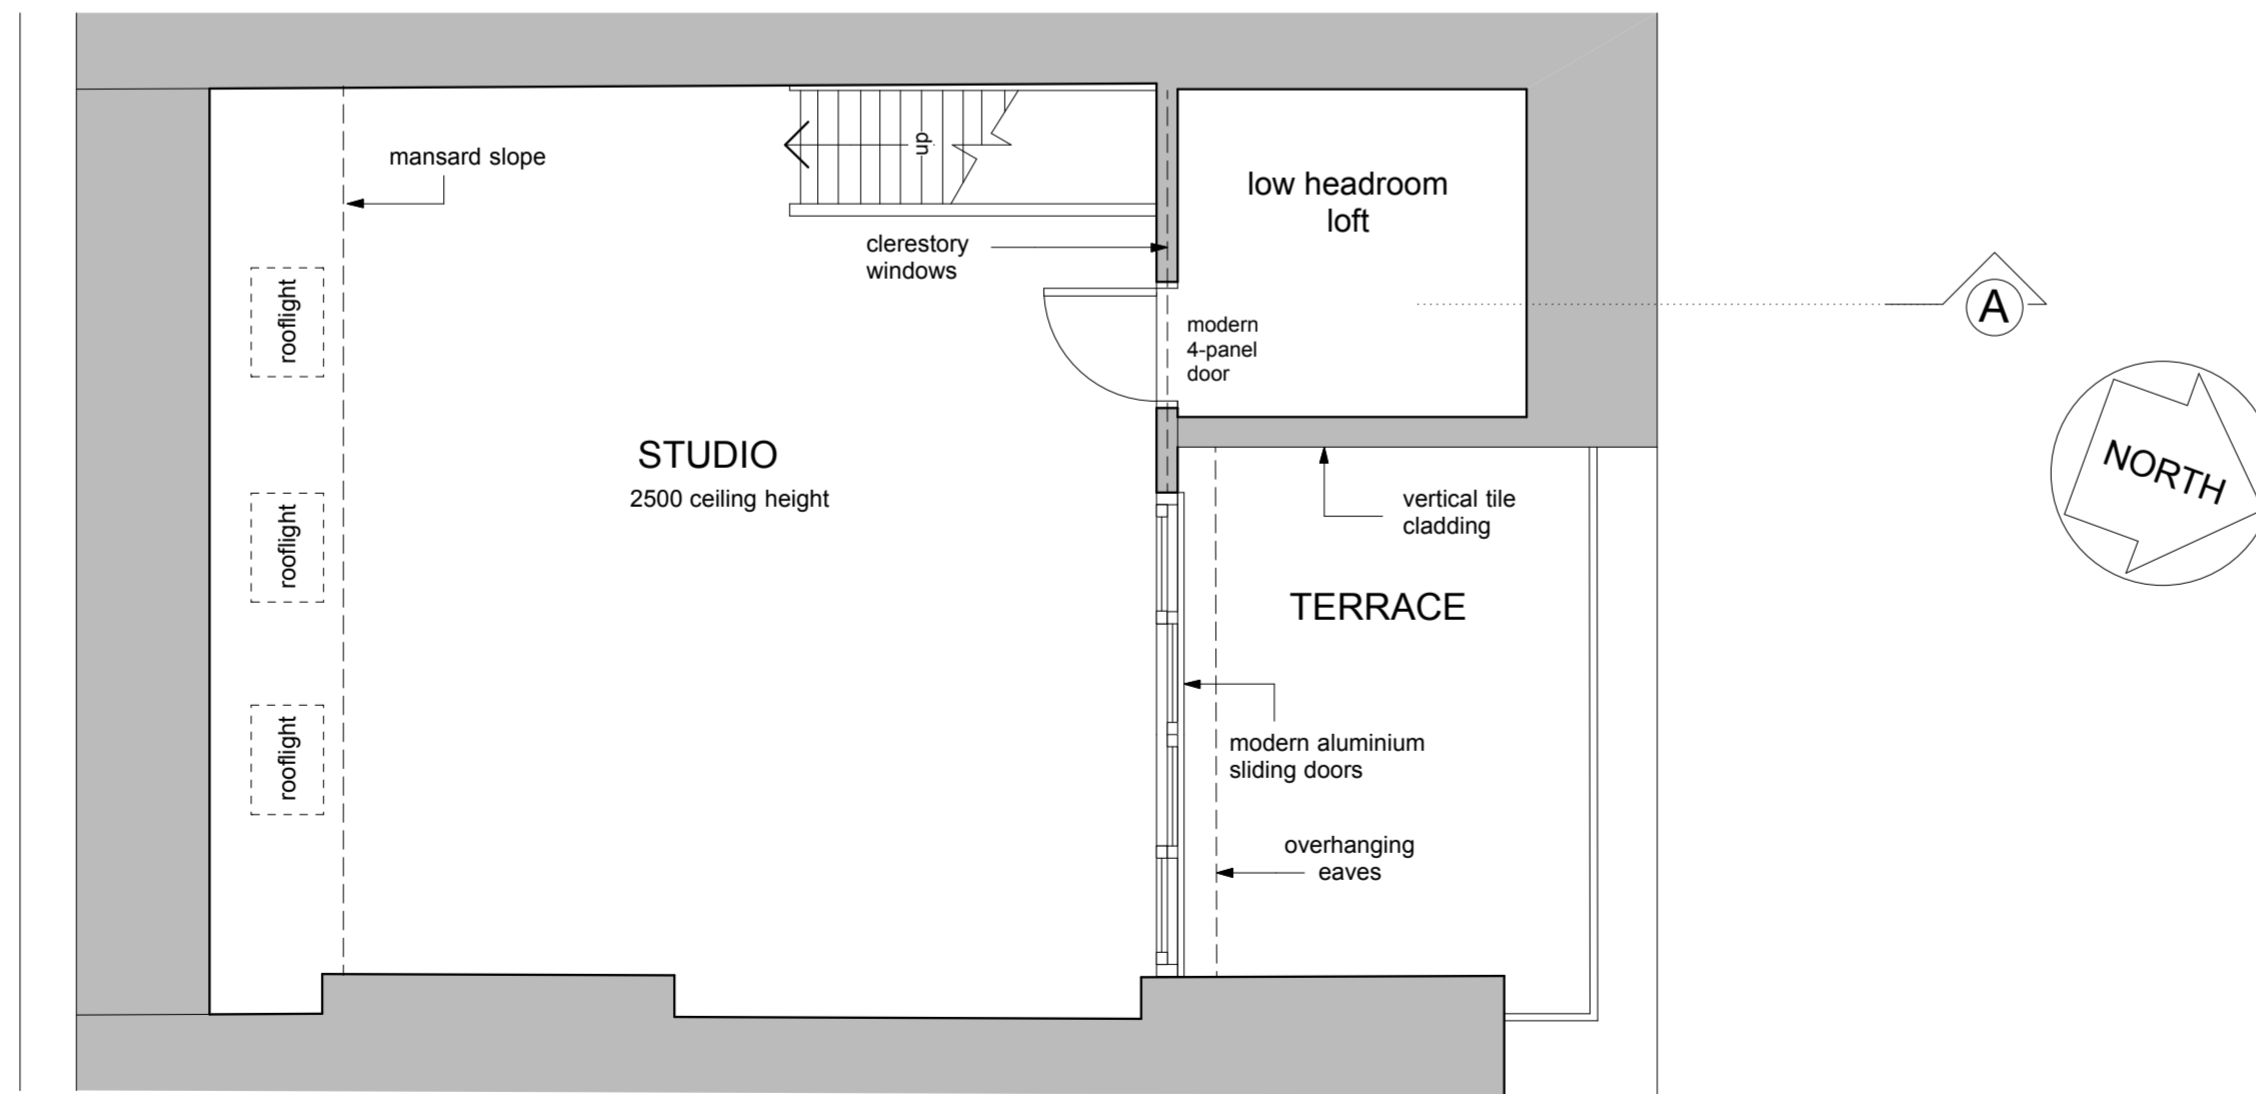 mansard slope
dn
low headroom
loft
clerestory
windows
rooflight
modern
4-panel
door
A
STUDIO
2500 ceiling height
NORTH
vertical tile
cladding
rooflight
TERRACE
modern aluminium
sliding doors
rooflight
overhanging
eaves